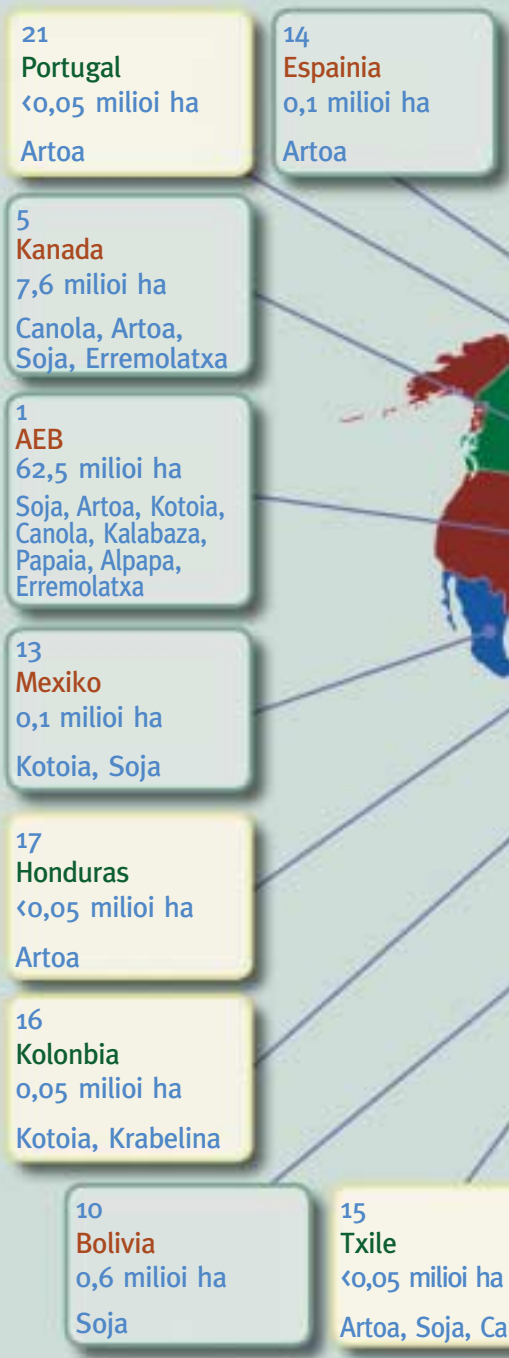 21
Portugal
<0,05 milioi ha
Artoa
14
Espainia
0,1 milioi ha
Artoa
5
Kanada
7,6 milioi ha
Canola, Artoa,
Soja, Erremolatxa
1
AEB
62,5 milioi ha
Soja, Artoa, Kotoia,
Canola, Kalabaza,
Papaia, Alpapa,
Erremolatxa
13
Mexiko
0,1 milioi ha
Kotoia, Soja
17
Honduras
<0,05 milioi ha
Artoa
16
Kolonbia
0,05 milioi ha
Kotoia, Krabelina
10
Bolivia
0,6 milioi ha
Soja
15
Txile
<0,05 milioi ha
Artoa, Soja,